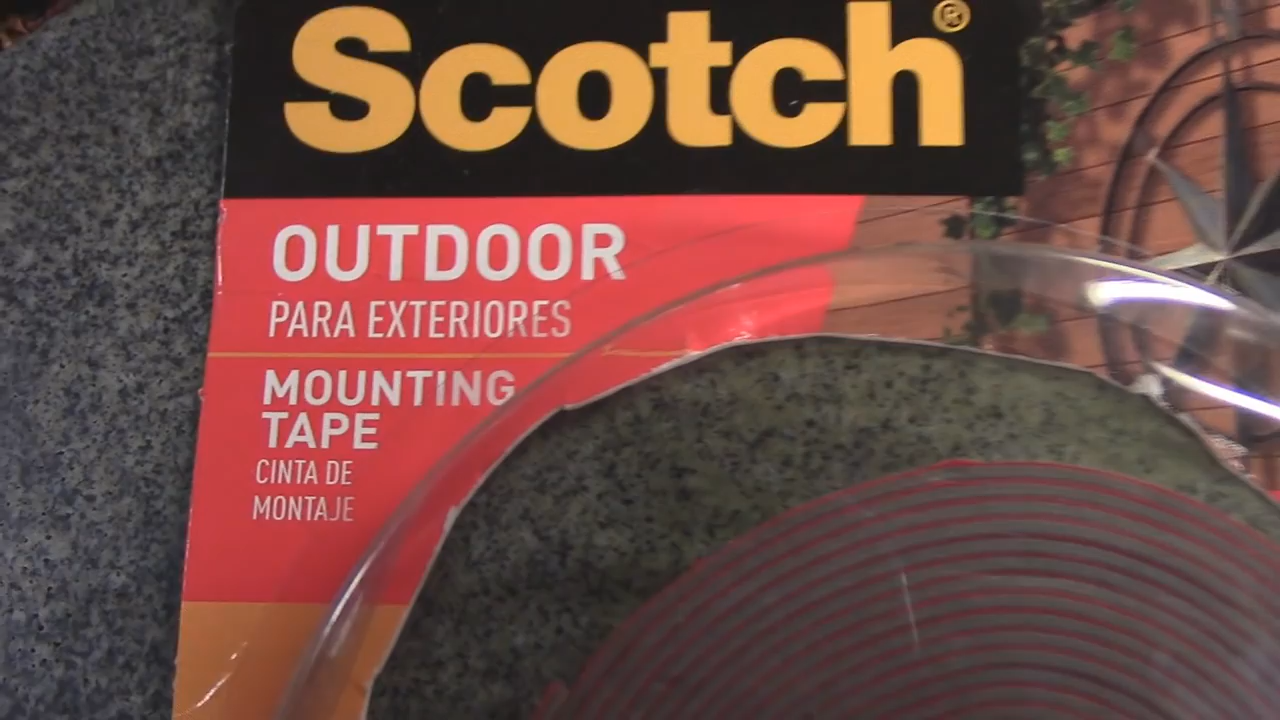 Scotch®
OUTDOOR
PARA EXTERIORES
MOUNTING
TAPE
CINTA DE
MONTAJE